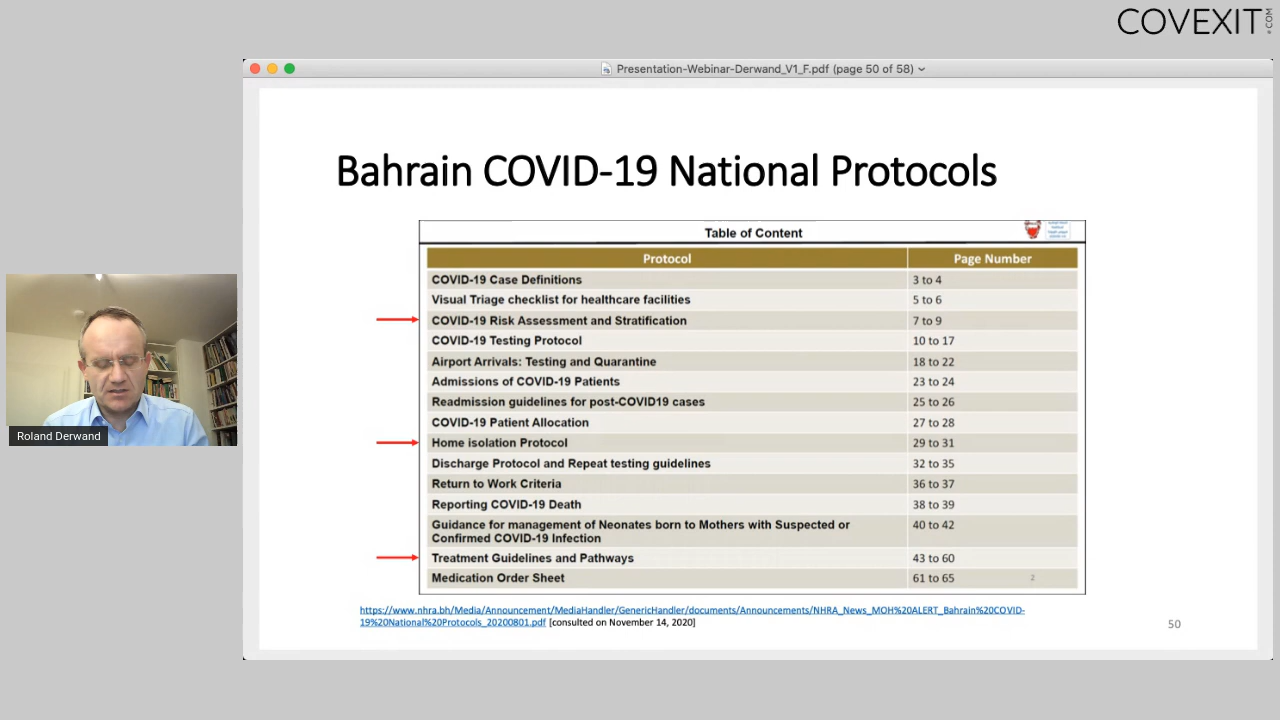 COVEXIT.COM
Presentation-Webinar-Derwand_V1_F.pdf (page 50 of 58)
Bahrain COVID-19 National Protocols
Table of Content
Protocol Page Number
COVID-19 Case Definitions 3 to 4
Visual Triage checklist for healthcare facilities 5 to 6
COVID-19 Risk Assessment and Stratification 7 to 9
COVID-19 Testing Protocol 10 to 17
Airport Arrivals: Testing and Quarantine 18 to 22
Admissions of COVID-19 Patients 23 to 24
Readmission guidelines for post-COVID19 cases 25 to 26
COVID-19 Patient Allocation 27 to 28
Home isolation Protocol 29 to 31
Discharge Protocol and Repeat testing guidelines 32 to 35
Return to Work Criteria 36 to 37
Reporting COVID-19 Death 38 to 39
Guidance for management of Neonates born to Mothers with Suspected or
Confirmed COVID-19 Infection 40 to 42
Treatment Guidelines and Pathways 43 to 60
Medication Order Sheet 61 to 65
2
https://www.nhra.bh/Media/Announcement/MediaHandler/GenericHandler/documents/Announcements/NHRA_News_MOH%20ALERT_Bahrain%20COVID-
19%20National%20Protocols_20200801.pdf [consulted on November 14, 2020]
50
Roland Derwand